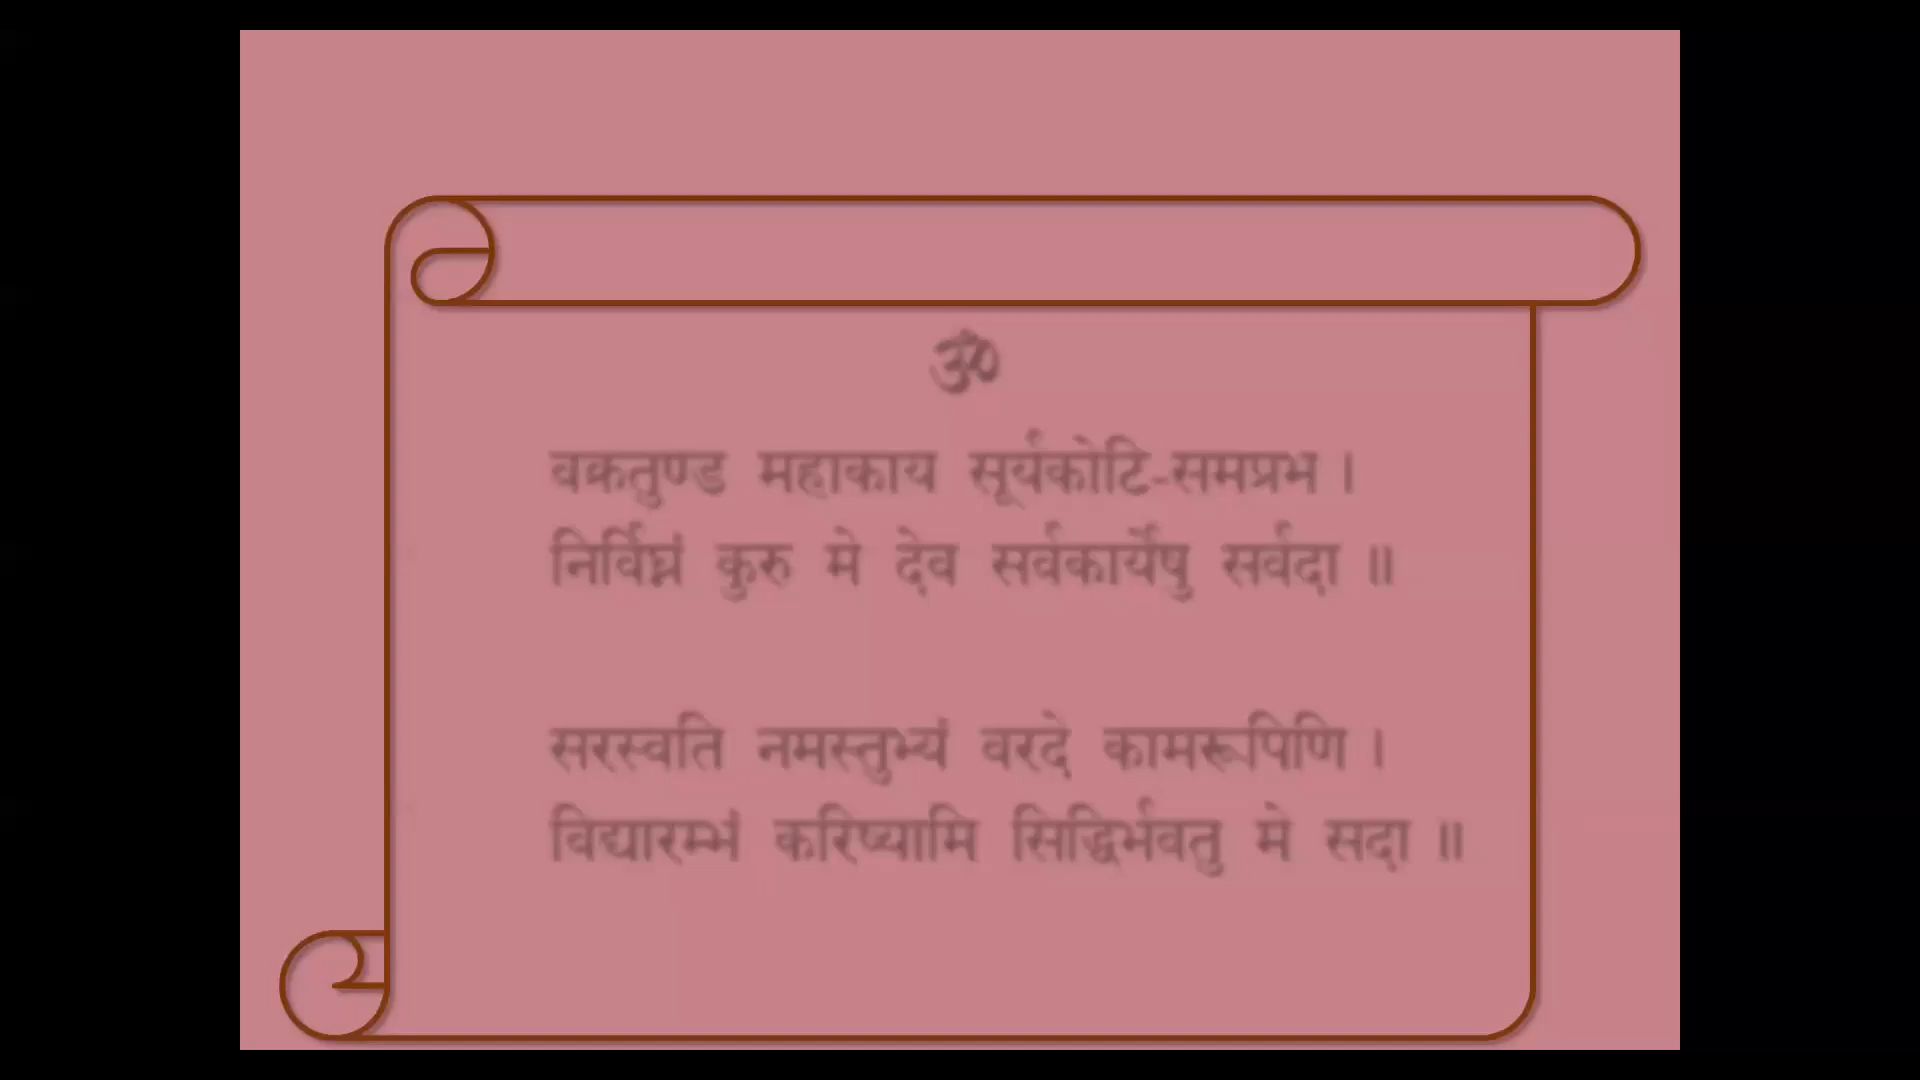 ॐ
वक्रतुण्ड महाकाय सूर्यकोटि-समप्रभ ।
निर्विघ्नं कुरु मे देव सर्वकार्येषु सर्वदा ॥
सरस्वति नमस्तुभ्यं वरदे कामरूपिणि ।
विद्यारम्भं करिष्यामि सिद्धिर्भवतु मे सदा ॥